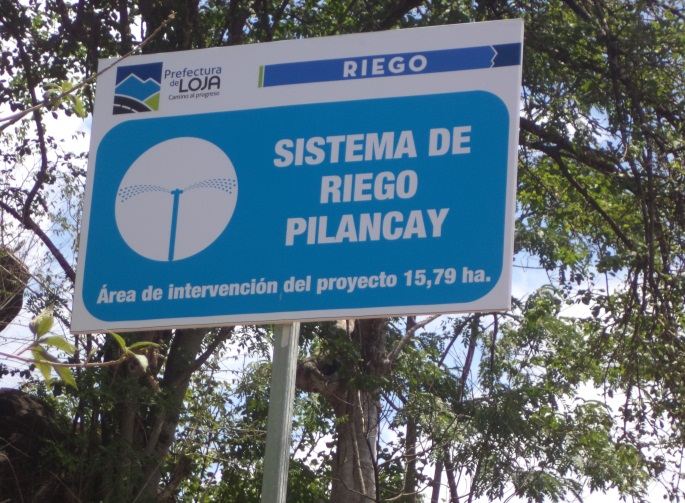 Prefectura
de LOJA
Camino al progreso
RIEGO
SISTEMA DE
RIEGO
PILANCAY
Área de intervención del proyecto 15,79 ha.